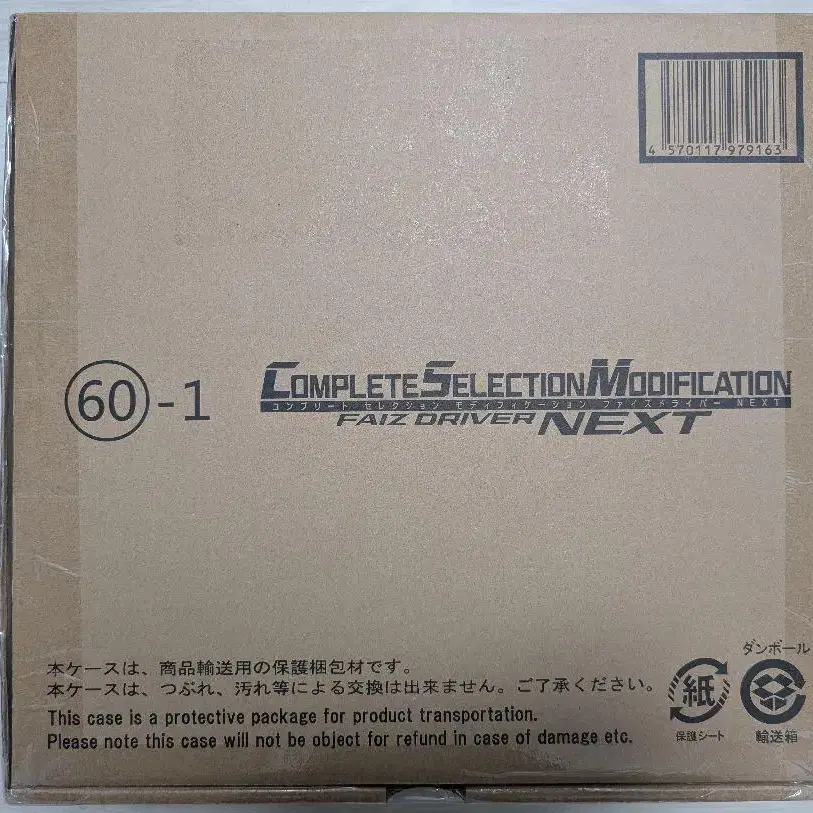 4 570117 979163
60-1
COMPLETE SELECTION MODIFICATION
コンプリート セレクション モディフィケーション ファイズドライバー NEXT
FAIZ DRIVER NEXT
本ケースは、商品輸送用の保護梱包材です。
本ケースは、つぶれ、汚れ等による交換は出来ません。ご了承ください。
This case is a protective package for product transportation.
Please note this case will not be object for refund in case of damage etc.
紙
保護シート
ダンボール
輸送箱